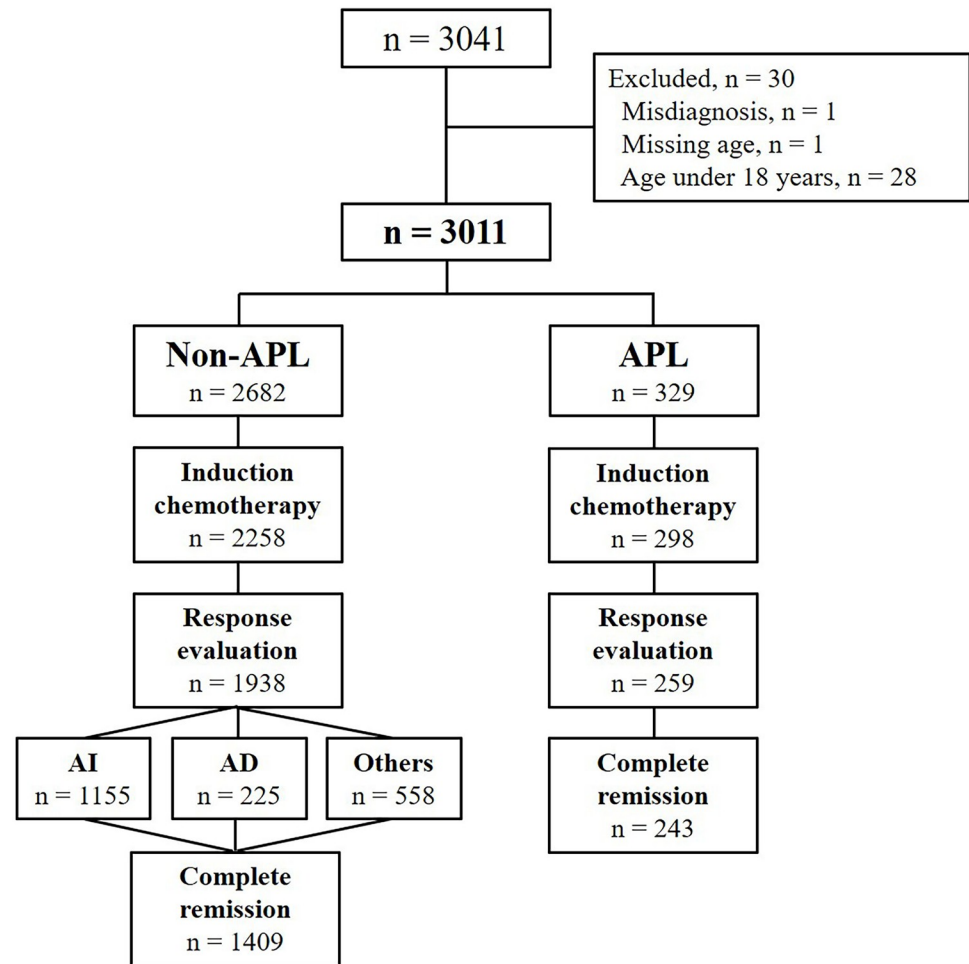 n = 3041
Excluded, n = 30
Misdiagnosis, n = 1
Missing age, n = 1
Age under 18 years, n = 28
n = 3011
Non-APL
n = 2682
APL
n = 329
Induction
chemotherapy
n = 2258
Induction
chemotherapy
n = 298
Response
evaluation
n = 1938
Response
evaluation
n = 259
AI
n = 1155
AD
n = 225
Others
n = 558
Complete
remission
n = 243
Complete
remission
n = 1409